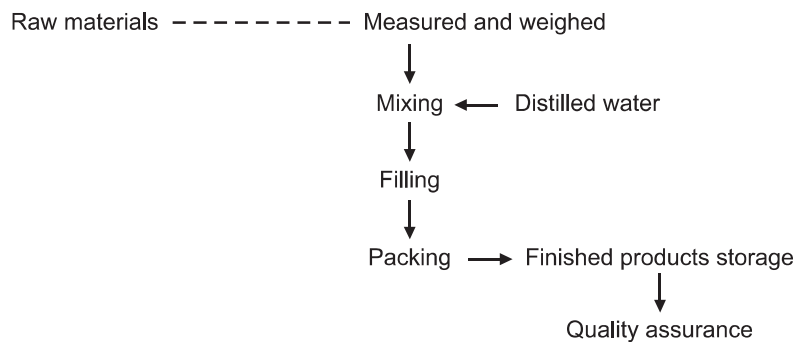 Raw materials Measured and weighed
Mixing Distilled water
Filling
Packing Finished products storage
Quality assurance